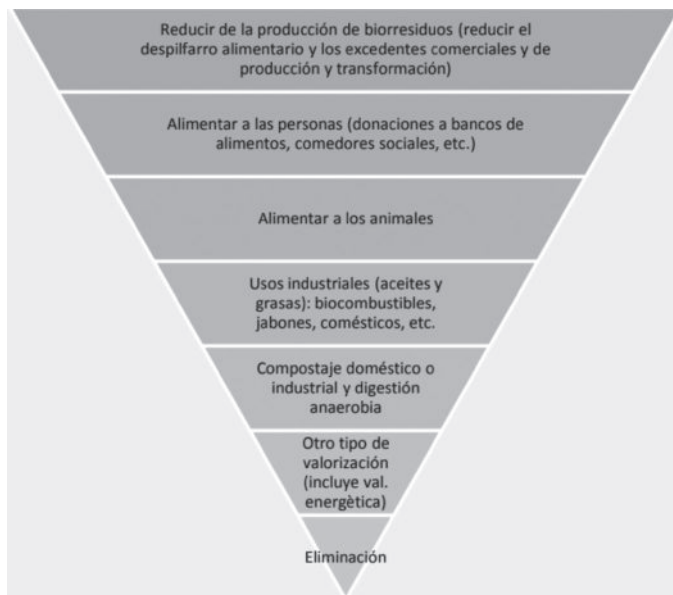 Reducir de la producción de biorresiduos (reducir el
despilfarro alimentario y los excedentes comerciales y de
producción y transformación)
Alimentar a las personas (donaciones a bancos de
alimentos, comedores sociales, etc.)
Alimentar a los animales
Usos industriales (aceites y
grasas): biocombustibles,
jabones, comésticos, etc.
Compostaje doméstico o
industrial y digestión
anaerobia
Otro tipo de
valorización
(incluye val.
energètica)
Eliminación